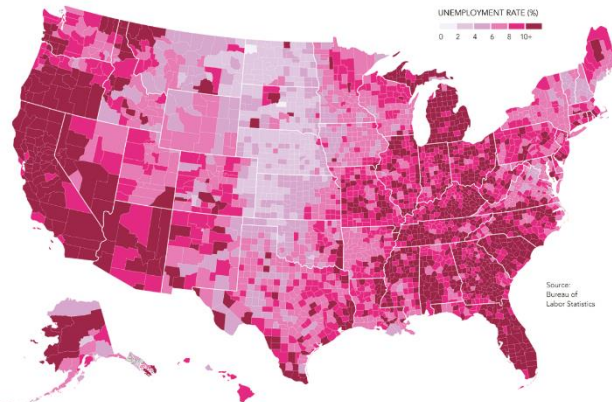 UNEMPLOYMENT RATE (%)
0 2 4 6 8 10+
Source:
Bureau of
Labor Statistics